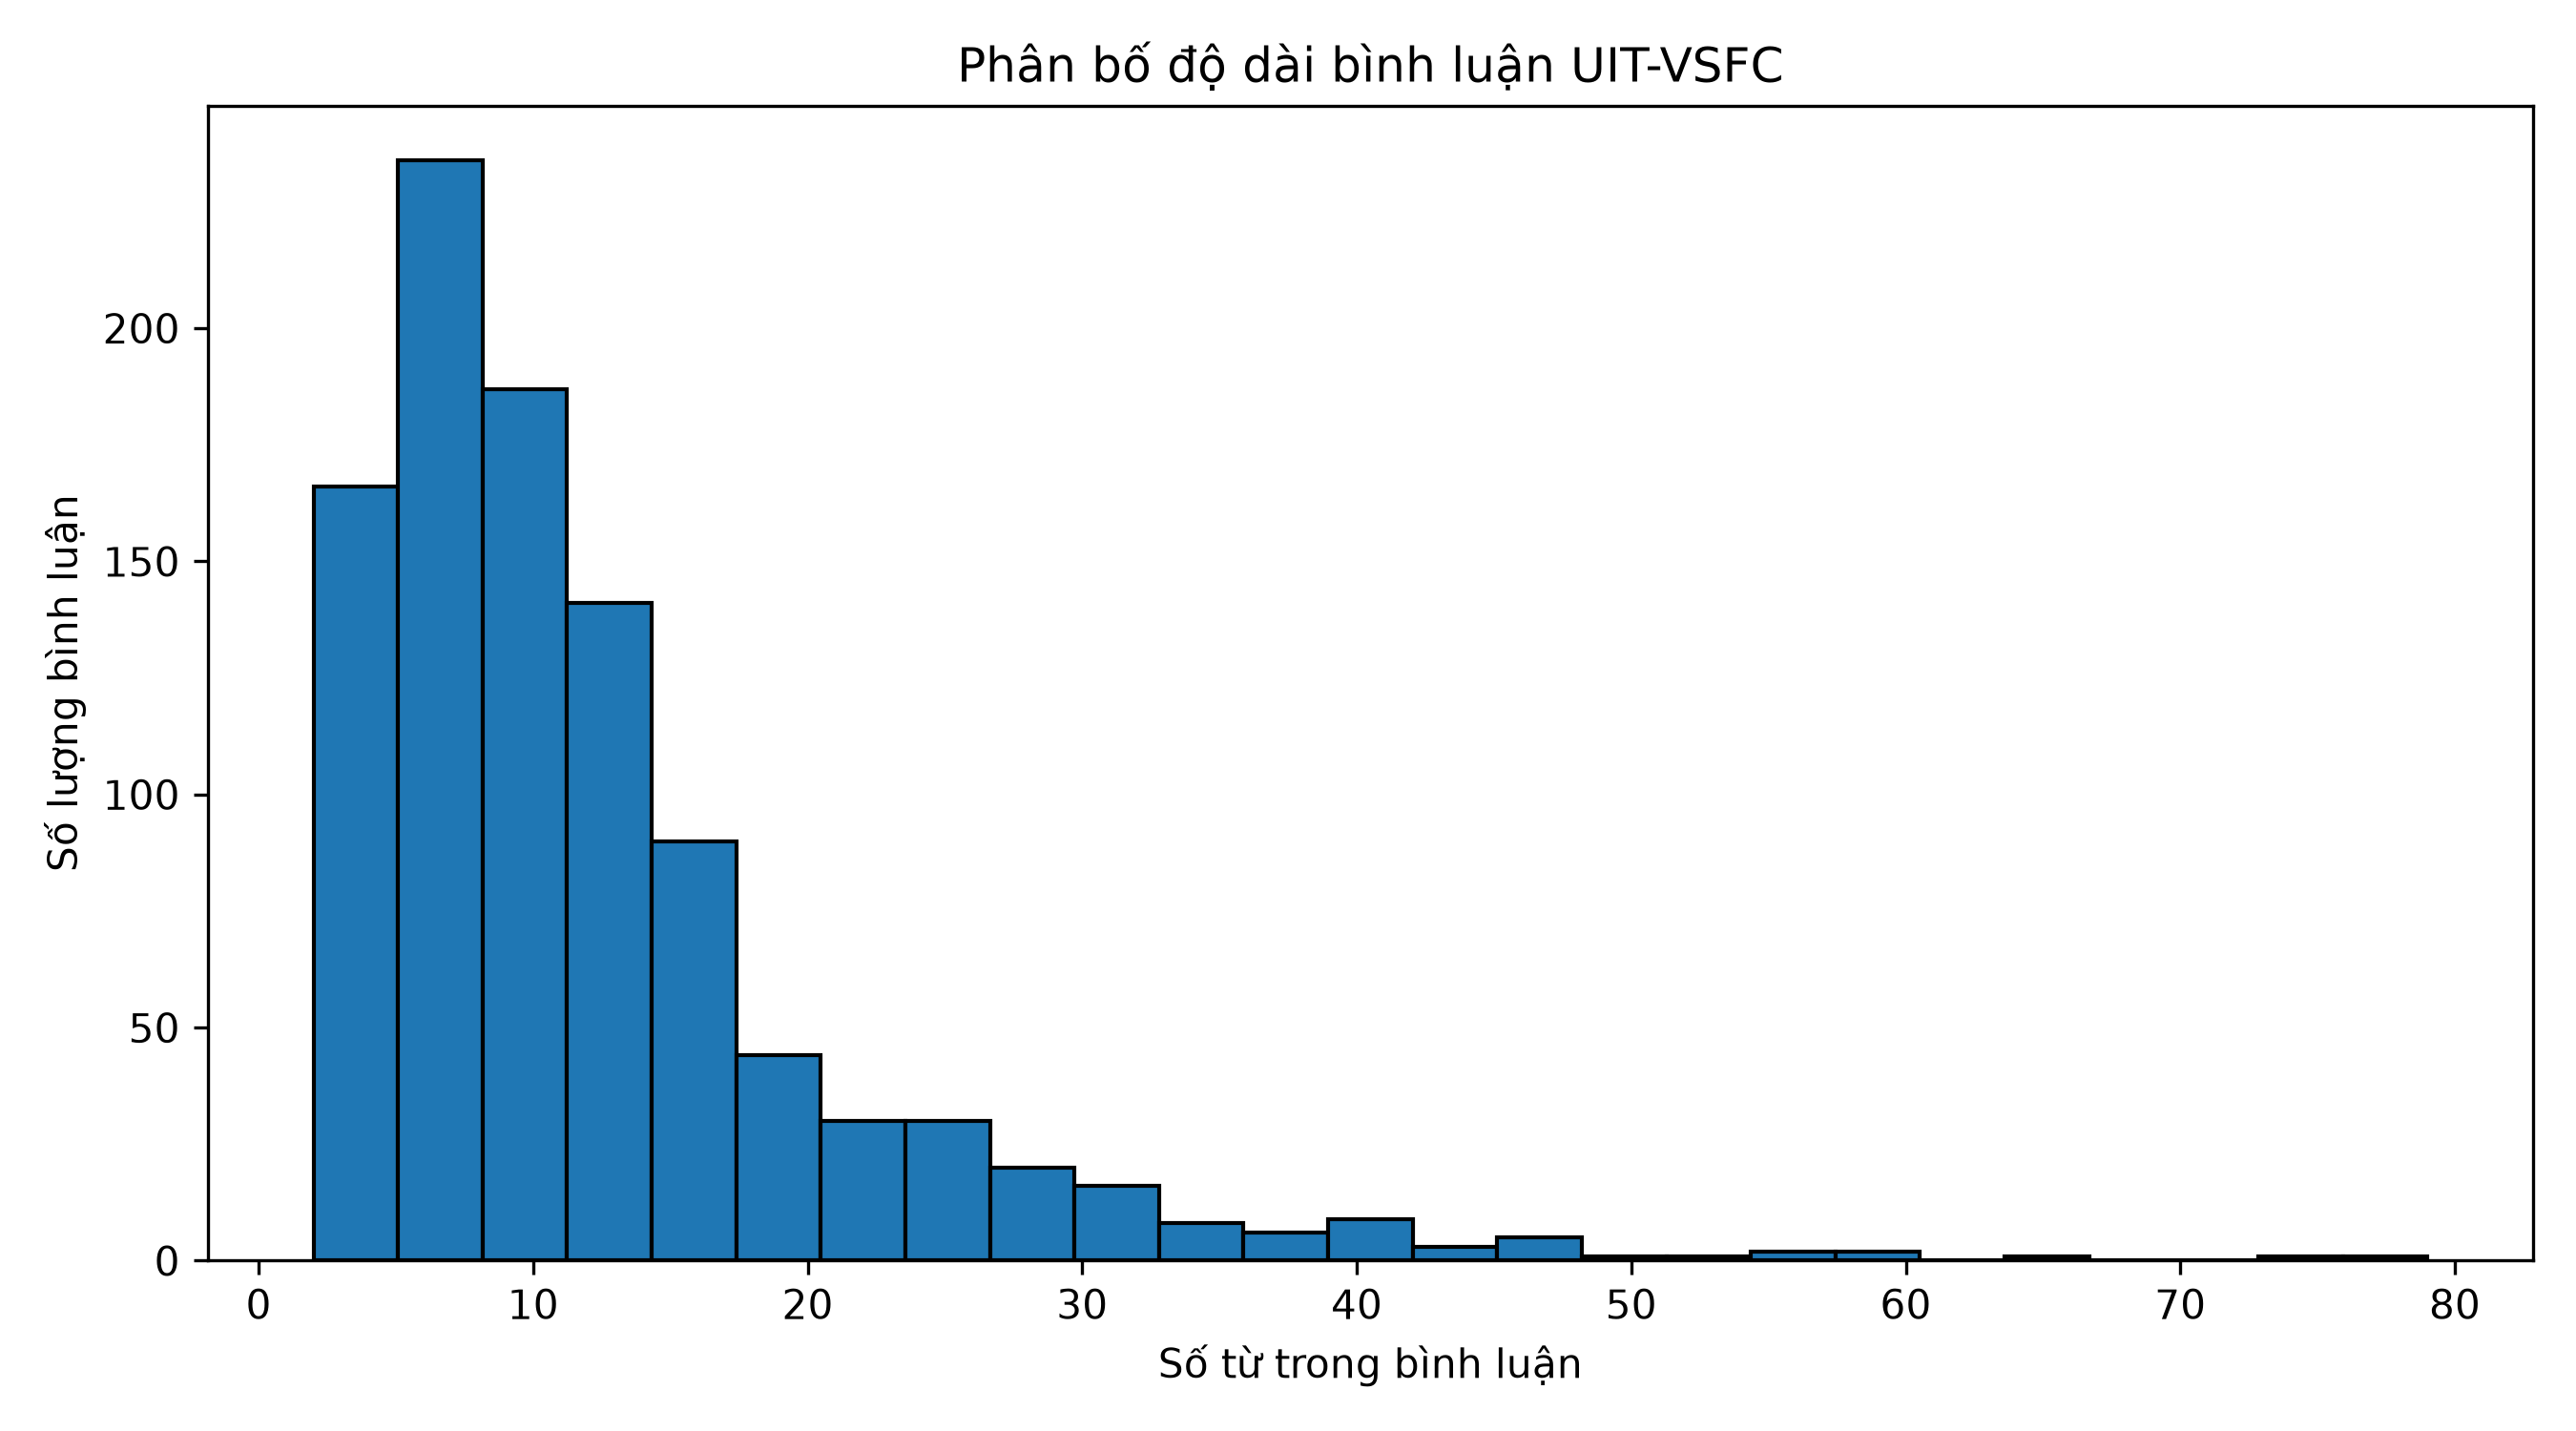 Phân bố độ dài bình luận UIT-VSFC
Số lượng bình luận
200
150
100
50
0
0 10 20 30 40 50 60 70 80
Số từ trong bình luận